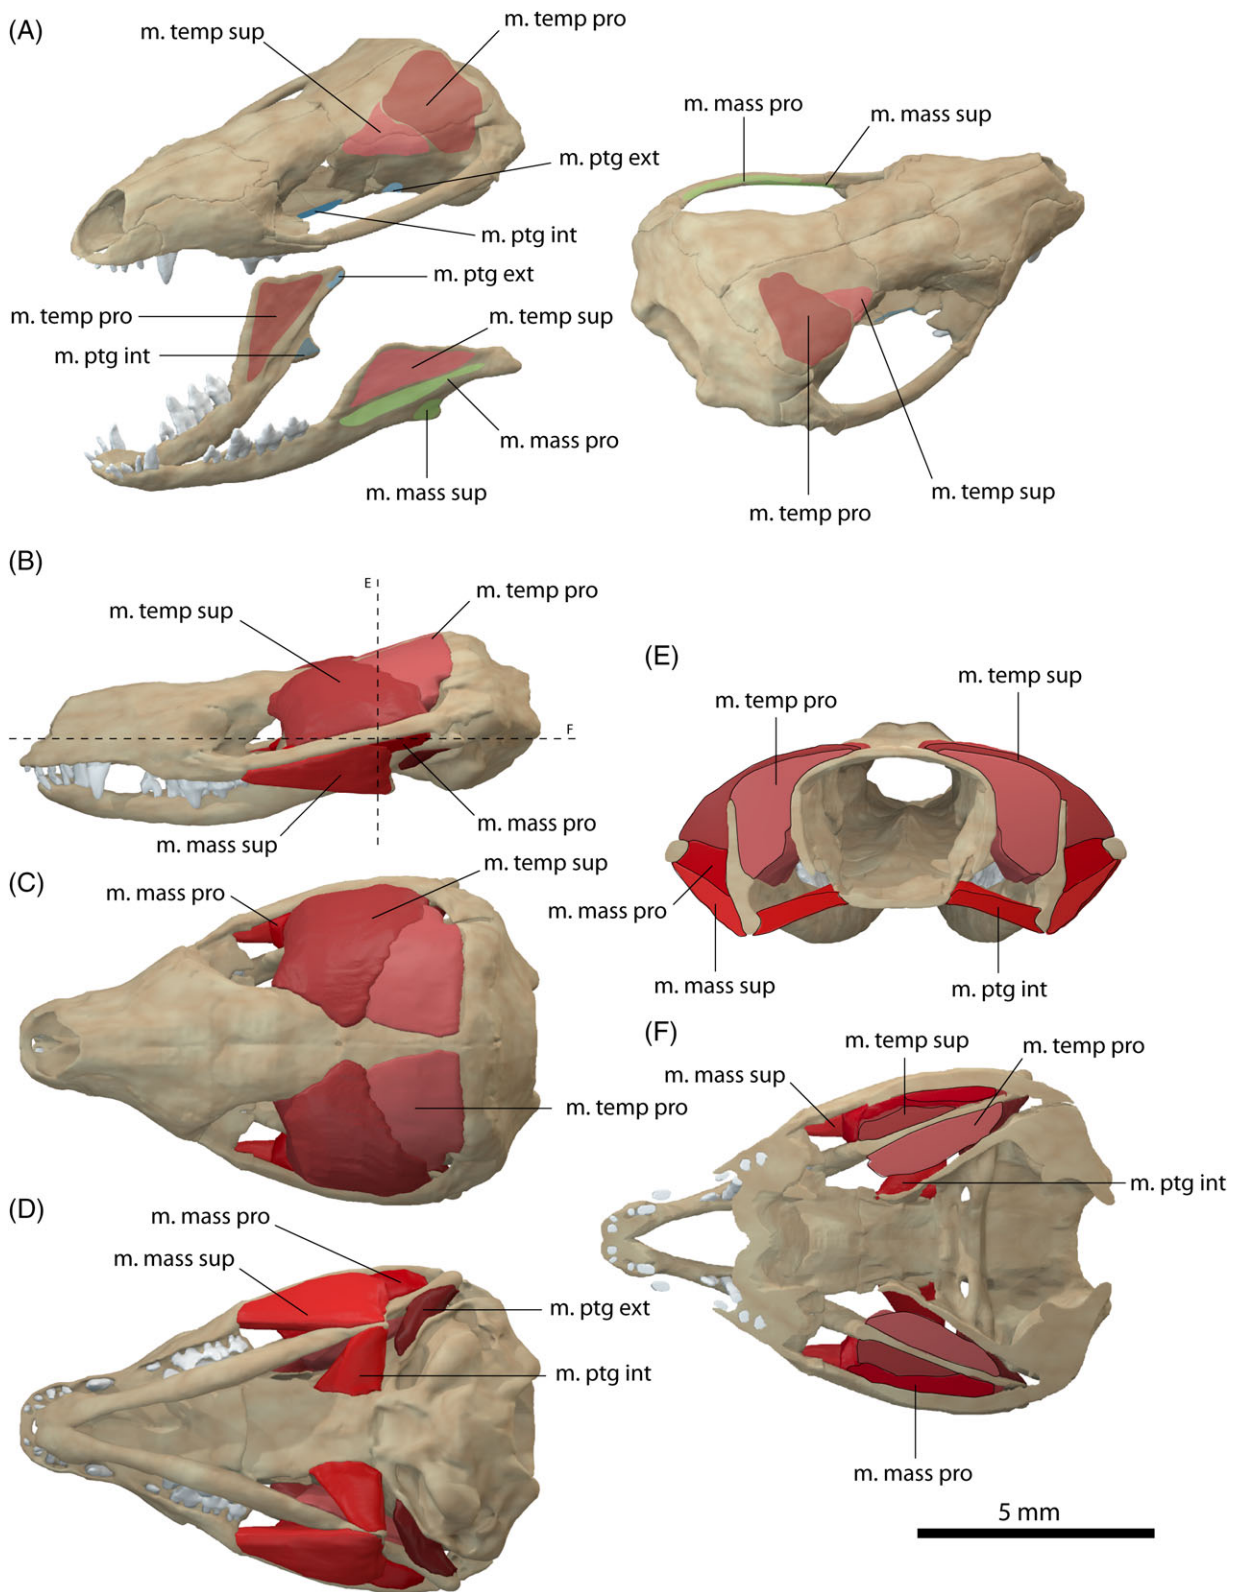 (A)
m. temp sup
m. temp pro
m. ptg ext
m. ptg int
m. ptg ext
m. temp pro
m. ptg int
m. temp sup
m. mass pro
m. mass sup
m. mass pro
m. mass sup
m. temp sup
m. temp pro
(B)
E
m. temp sup
m. temp pro
F
m. mass pro
m. mass sup
(C)
m. temp sup
m. mass pro
m. temp pro
(D)
m. mass pro
m. mass sup
m. ptg ext
m. ptg int
(E)
m. temp sup
m. temp pro
m. mass pro
m. mass sup
m. ptg int
(F)
m. temp sup
m. temp pro
m. mass sup
m. ptg int
m. mass pro
5 mm